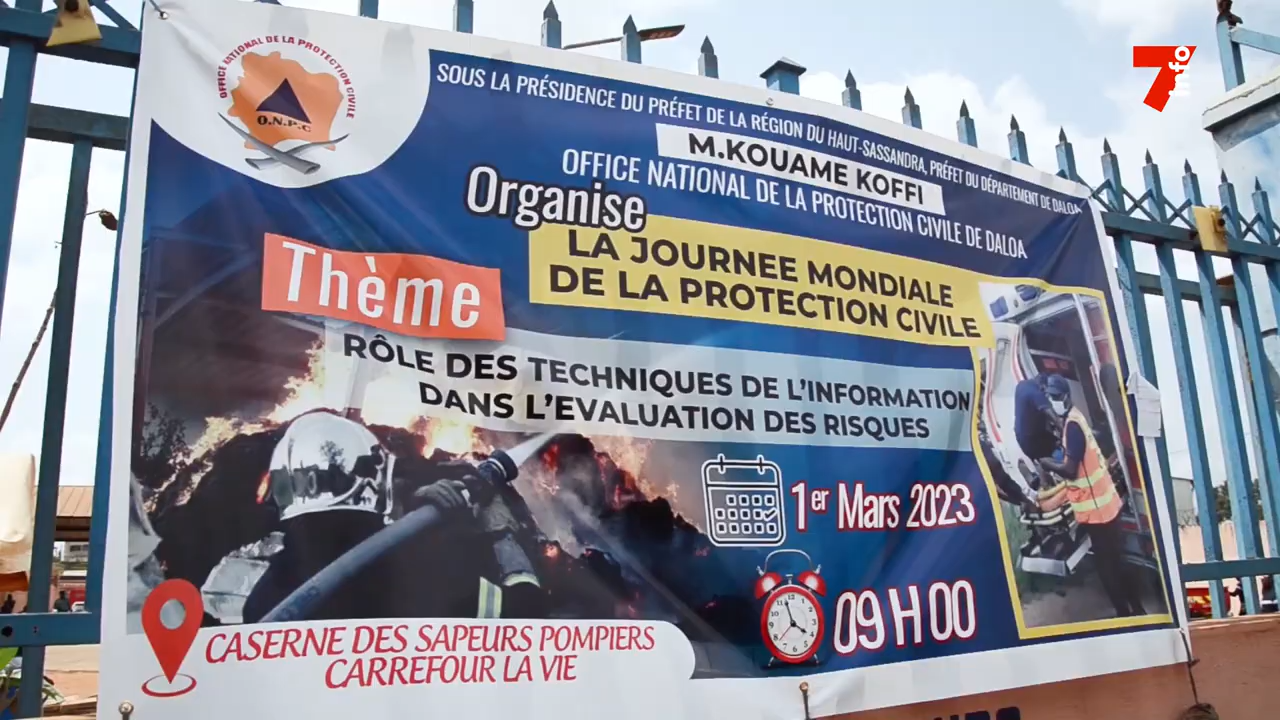 OFFICE NATIONAL DE LA PROTECTION CIVILE
O.N.P.C
7info
SOUS LA PRÉSIDENCE DU PRÉFET DE LA RÉGION DU HAUT-SASSANDRA, PRÉFET DU DÉPARTEMENT DE DALOA
M.KOUAME KOFFI
OFFICE NATIONAL DE LA PROTECTION CIVILE DE DALOA
Organise
LA JOURNEE MONDIALE
DE LA PROTECTION CIVILE
Thème
RÔLE DES TECHNIQUES DE L'INFORMATION
DANS L'EVALUATION DES RISQUES
1er Mars 2023
09 H 00
CASERNE DES SAPEURS POMPIERS
CARREFOUR LA VIE